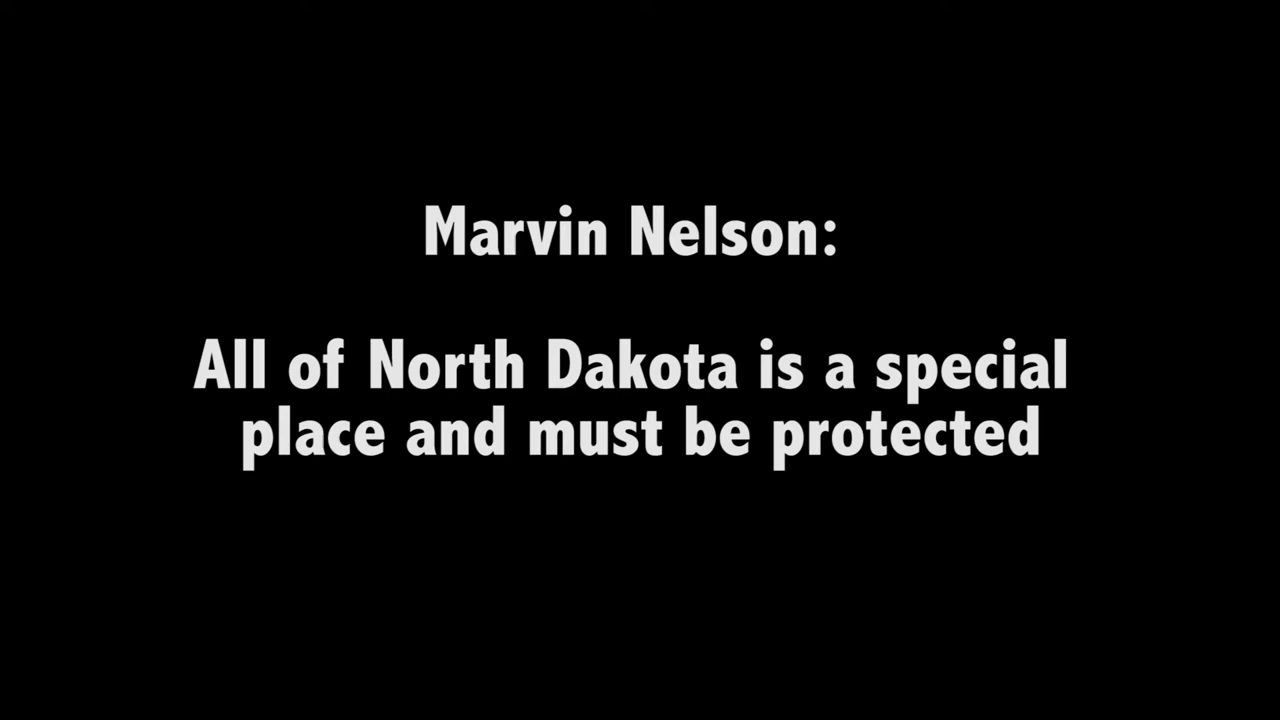 Marvin Nelson:
All of North Dakota is a special
place and must be protected